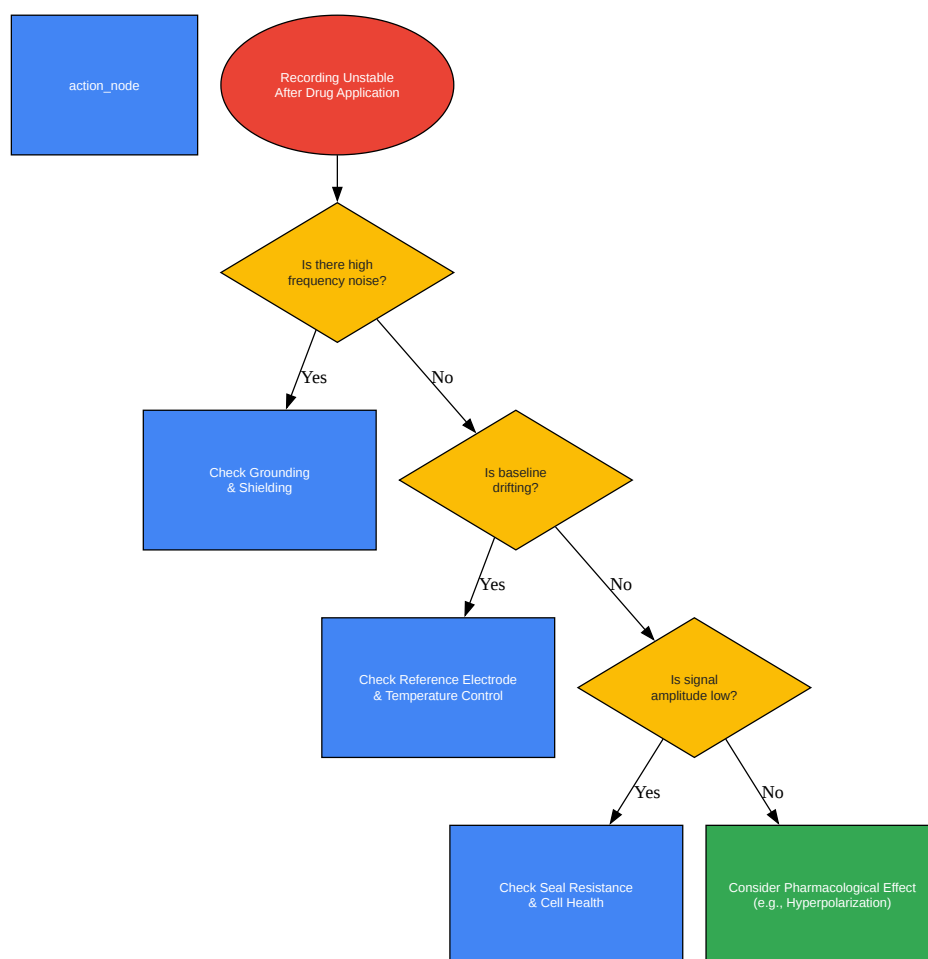 action_node
Recording Unstable
After Drug Application
Is there high
frequency noise?
Yes
No
Check Grounding
& Shielding
Is baseline
drifting?
Yes
No
Check Reference Electrode
& Temperature Control
Is signal
amplitude low?
Yes
No
Check Seal Resistance
& Cell Health
Consider Pharmacological Effect
(e.g., Hyperpolarization)